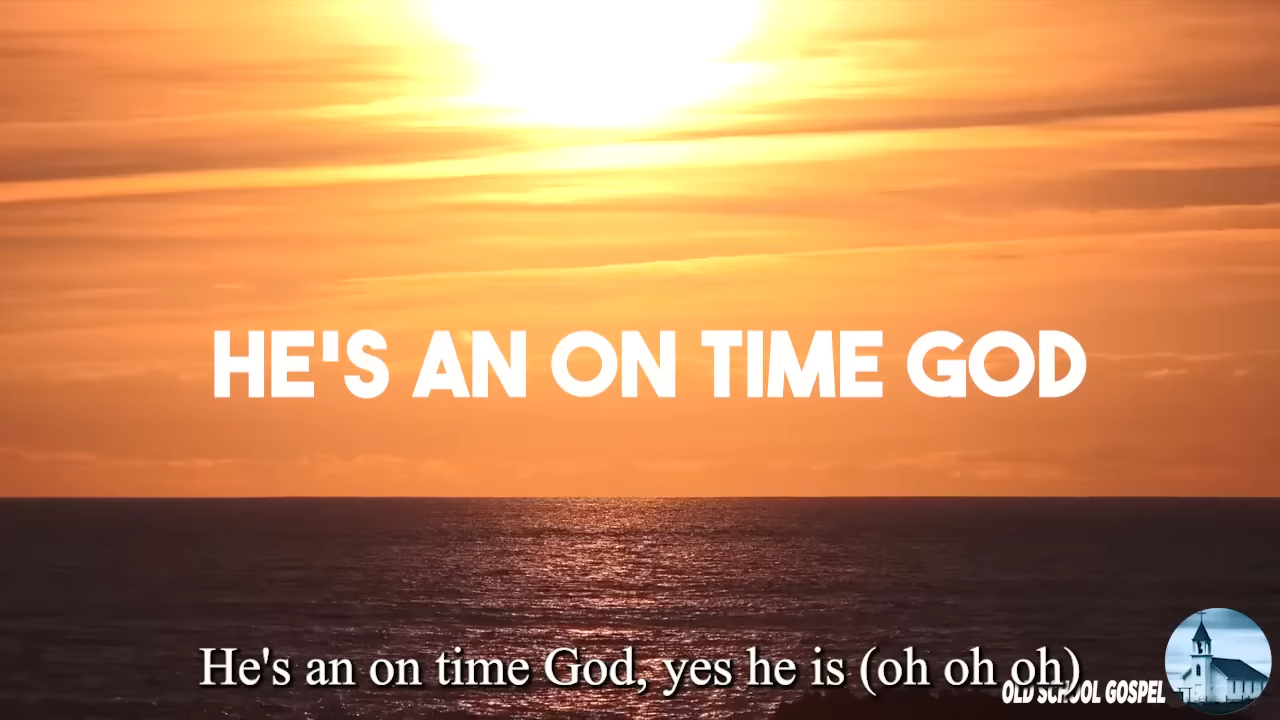 HE'S AN ON TIME GOD
He's an on time God, yes he is (oh oh oh)
OLD SCHOOL GOSPEL